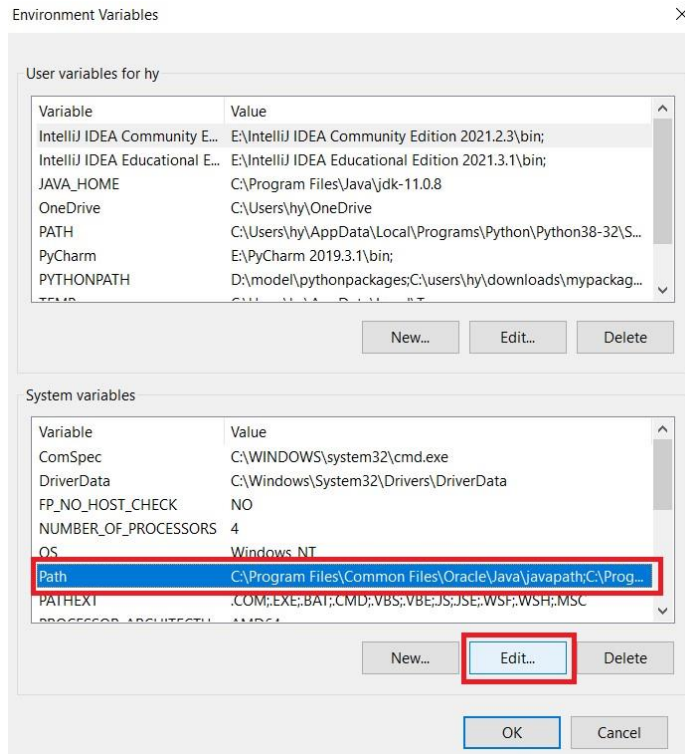 Environment Variables
User variables for hy
Variable Value
IntelliJ IDEA Community E... E:\IntelliJ IDEA Community Edition 2021.2.3\bin;
IntelliJ IDEA Educational E... E:\IntelliJ IDEA Educational Edition 2021.3.1\bin;
JAVA_HOME C:\Program Files\Java\jdk-11.0.8
OneDrive C:\Users\hy\OneDrive
PATH C:\Users\hy\AppData\Local\Programs\Python\Python38-32\S...
PyCharm E:\PyCharm 2019.3.1\bin;
PYTHONPATH D:\model\pythonpackages;C:\users\hy\downloads\mypackag...
New... Edit... Delete
System variables
Variable Value
ComSpec C:\WINDOWS\system32\cmd.exe
DriverData C:\Windows\System32\Drivers\DriverData
FP_NO_HOST_CHECK NO
NUMBER_OF_PROCESSORS 4
OS Windows_NT
Path C:\Program Files\Common Files\Oracle\Java\javapath;C:\Prog...
PATHEXT .COM;.EXE;.BAT;.CMD;.VBS;.VBE;.JS;.JSE;.WSF;.WSH;.MSC
New... Edit... Delete
OK Cancel